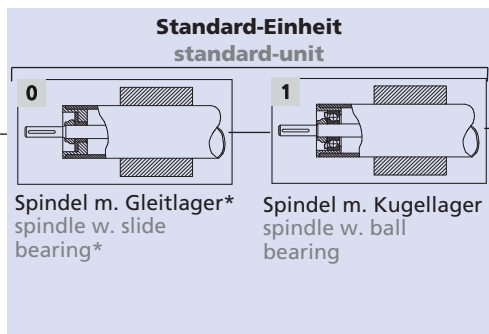 Standard-Einheit
standard-unit
0
1
Spindel m. Gleitlager*
spindle w. slide
bearing*
Spindel m. Kugellager
spindle w. ball
bearing